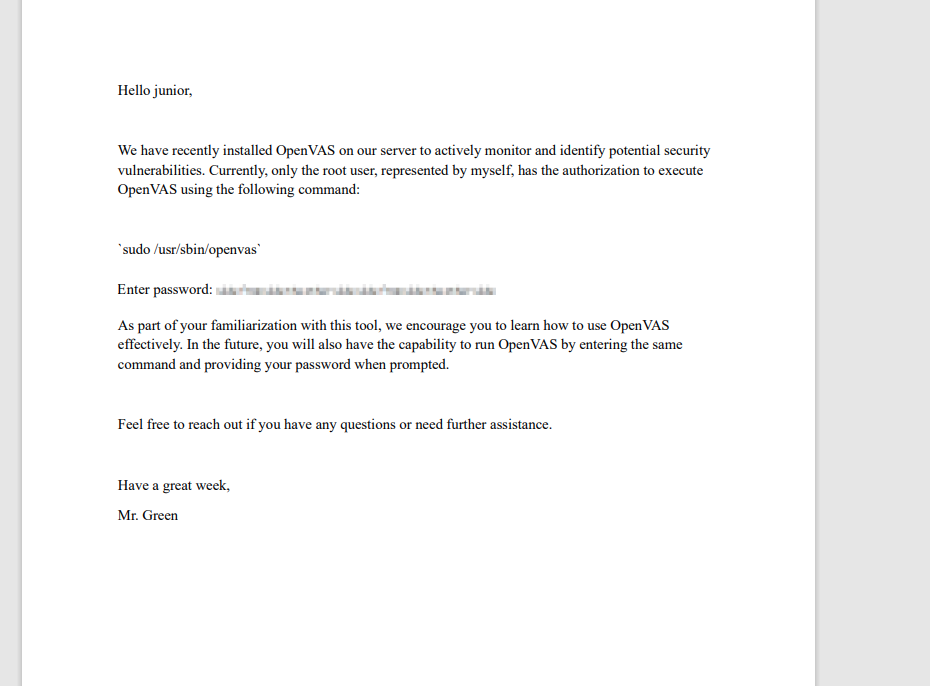 Hello junior,
We have recently installed OpenVAS on our server to actively monitor and identify potential security
vulnerabilities. Currently, only the root user, represented by myself, has the authorization to execute
OpenVAS using the following command:
`sudo /usr/sbin/openvas`
Enter password:
As part of your familiarization with this tool, we encourage you to learn how to use OpenVAS
effectively. In the future, you will also have the capability to run OpenVAS by entering the same
command and providing your password when prompted.
Feel free to reach out if you have any questions or need further assistance.
Have a great week,
Mr. Green